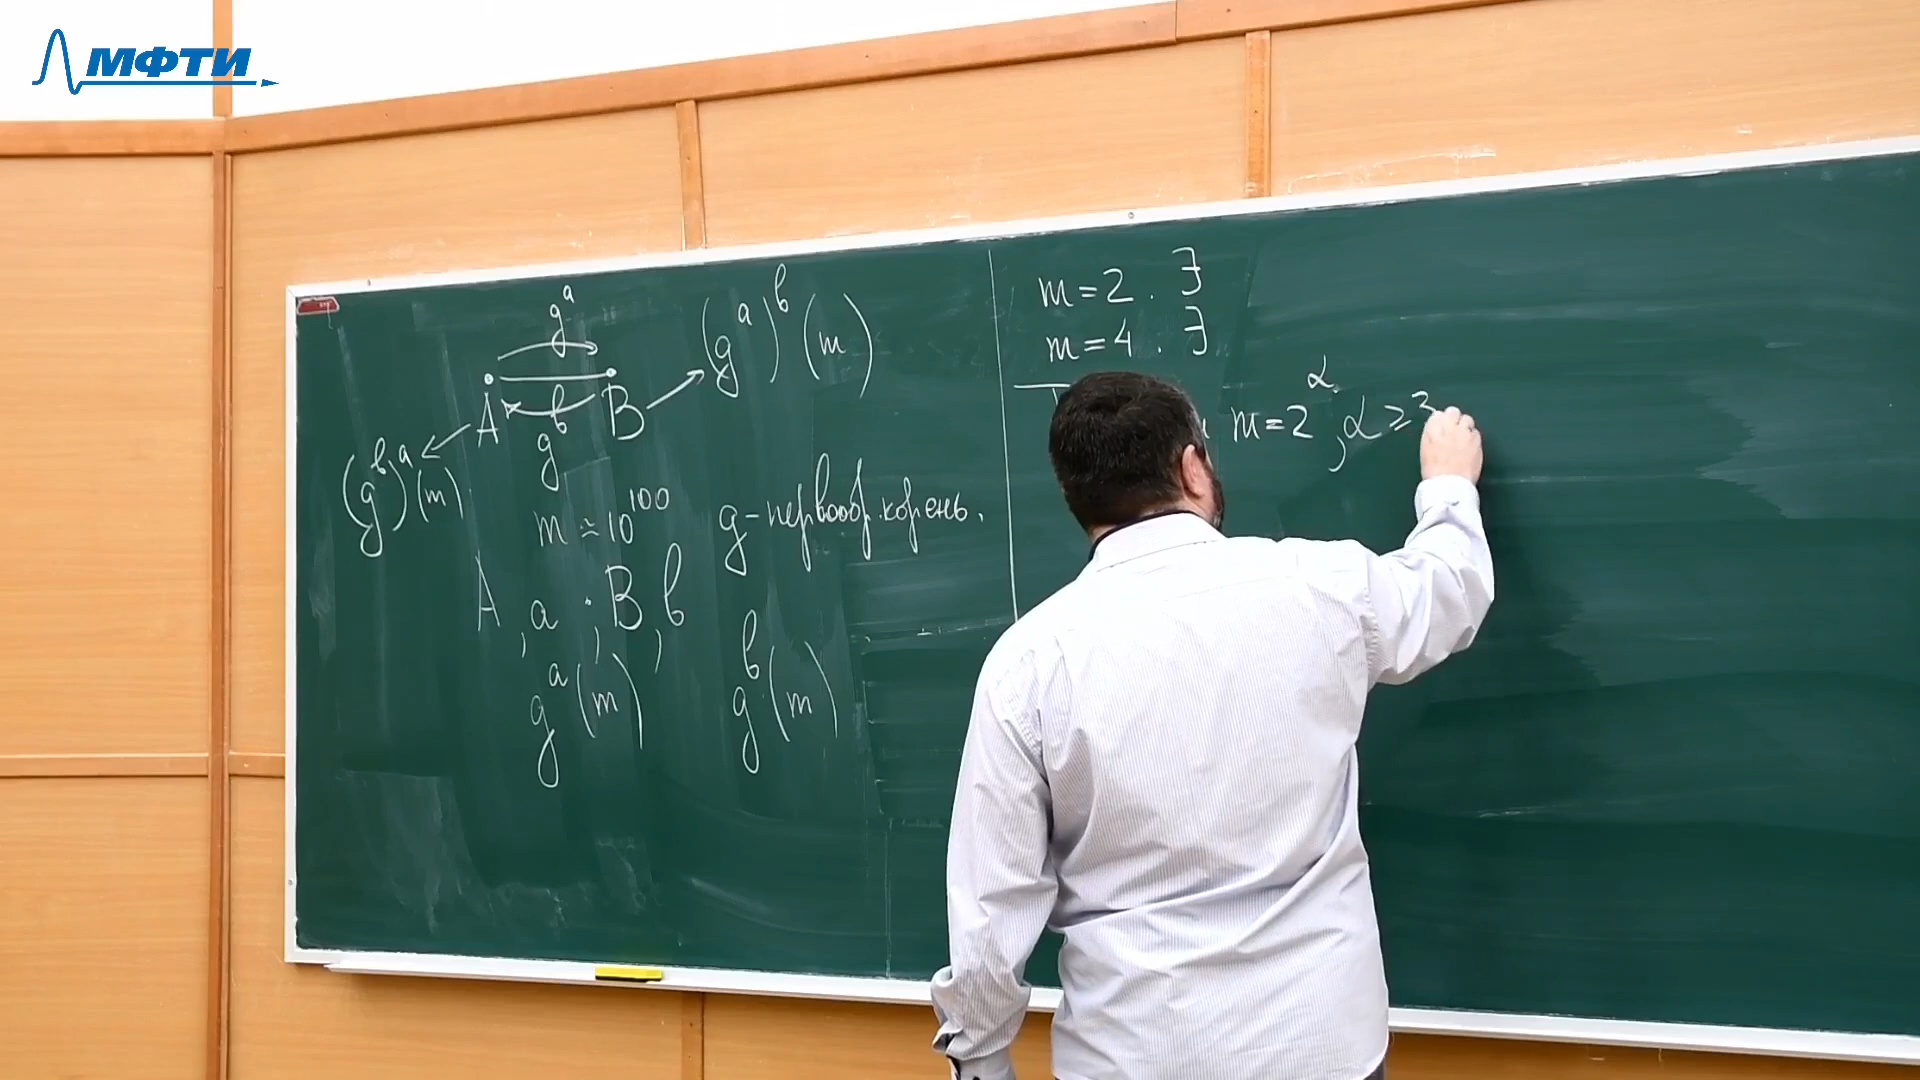 МФТИ
g^a
A B → (g^a)^b (m)
g^b
(g^b)^a (m)
m ≈ 10^100 g – первообр. корень.
A, a ; B, b
g^a (m) g^b (m)
m = 2 . ∃
m = 4 . ∃
m = 2^α, α ≥ 3